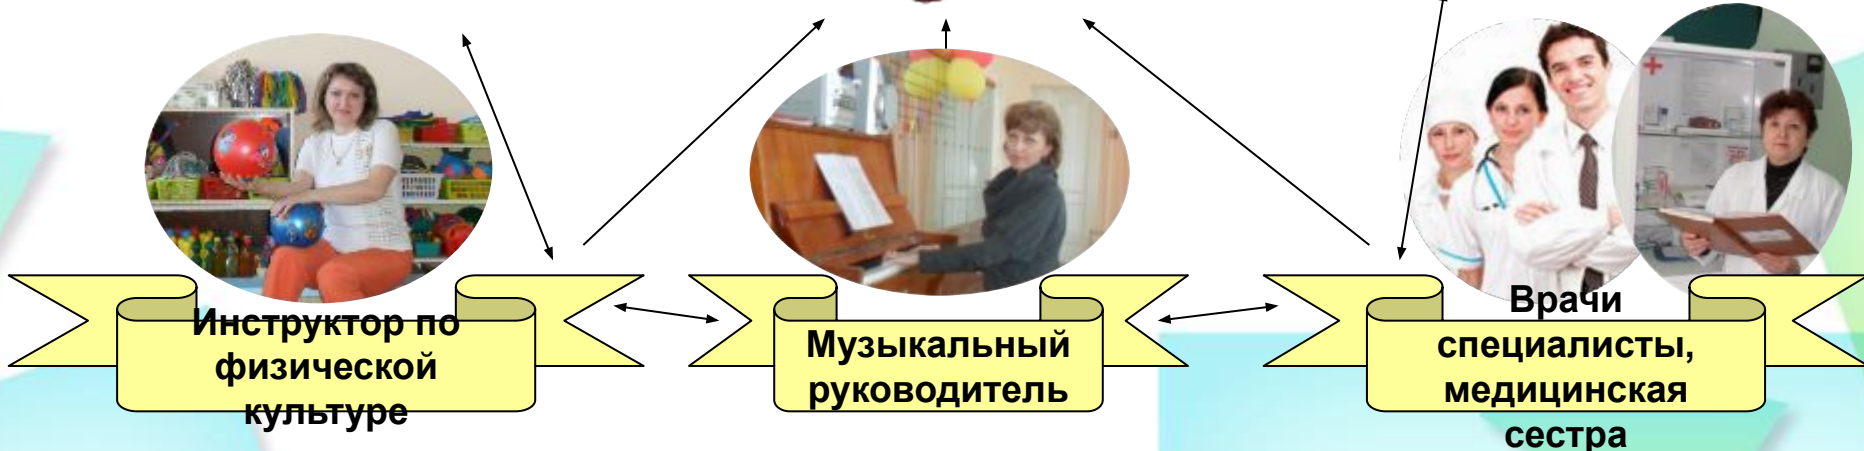 Инструктор по
физической
культуре
Музыкальный
руководитель
Врачи
специалисты,
медицинская
сестра